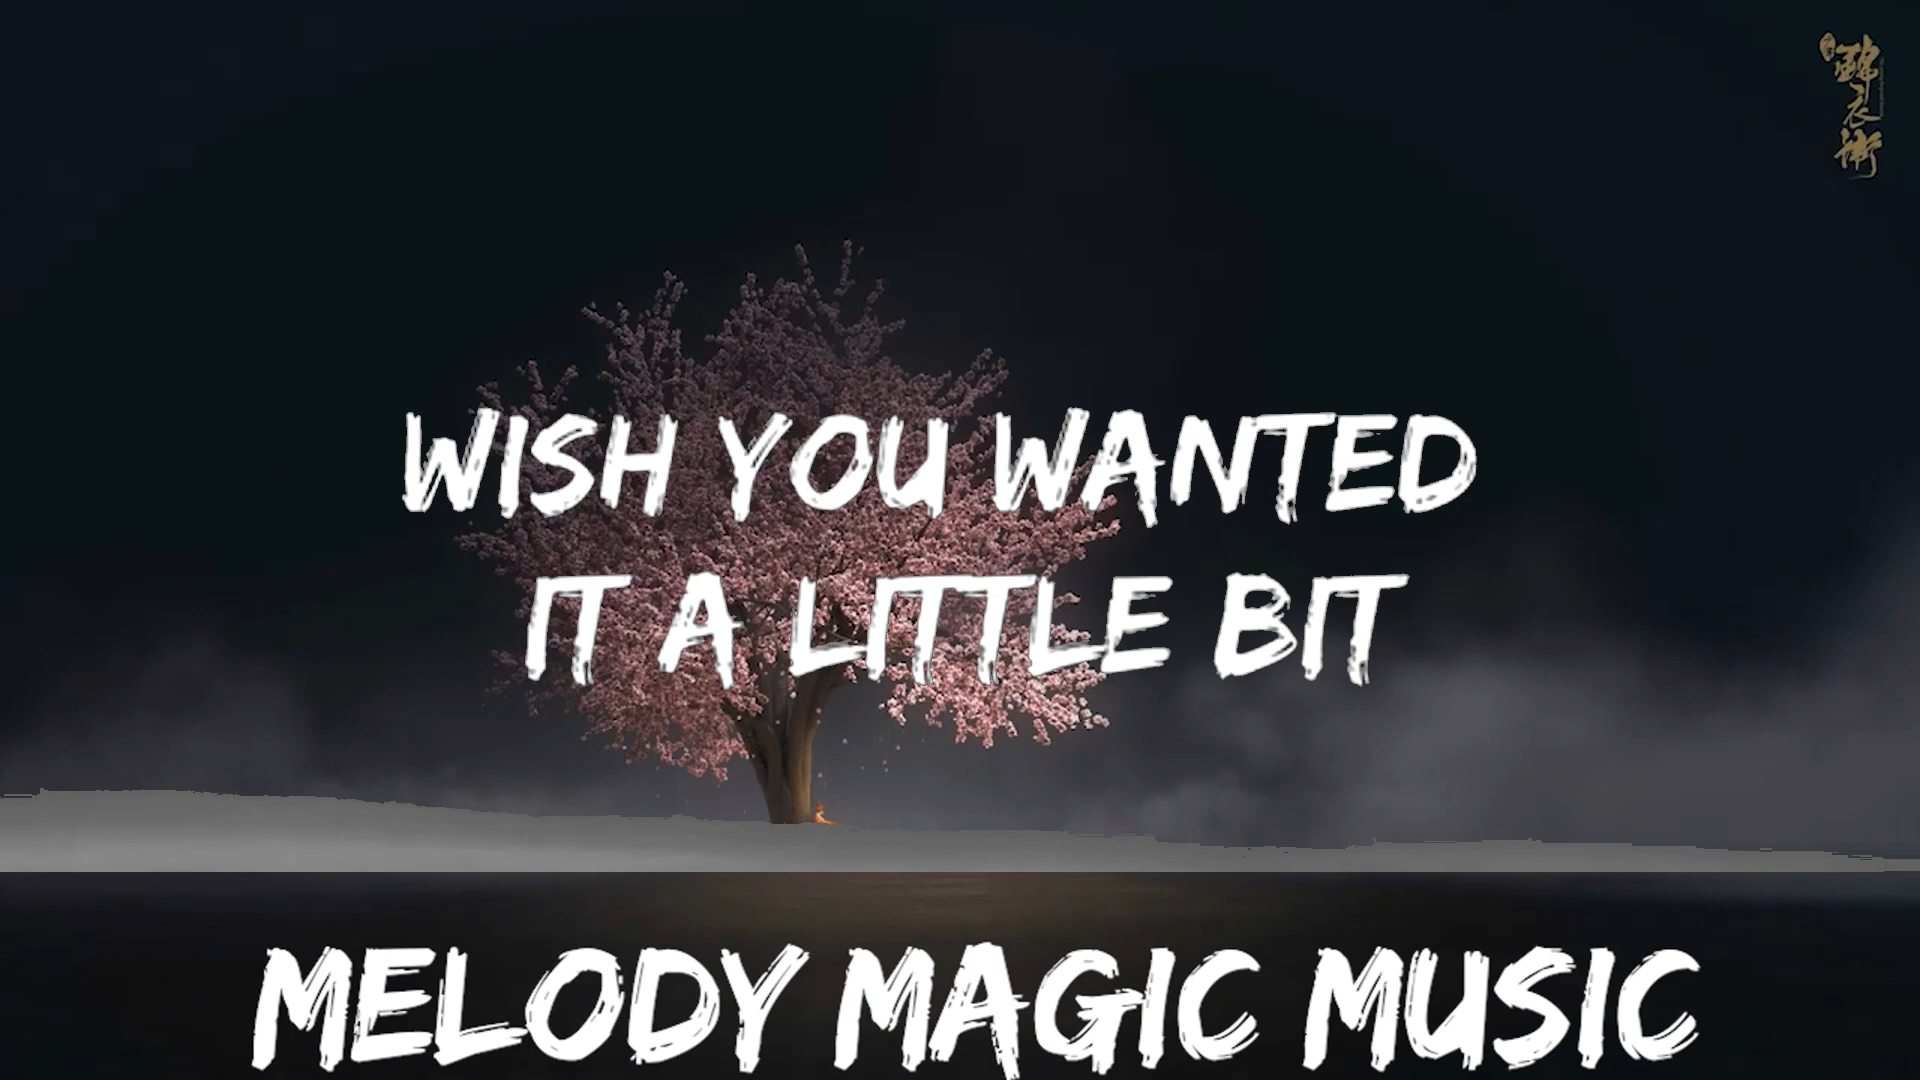 WISH YOU WANTED
IT A LITTLE BIT
MELODY MAGIC MUSIC
錦衣衛